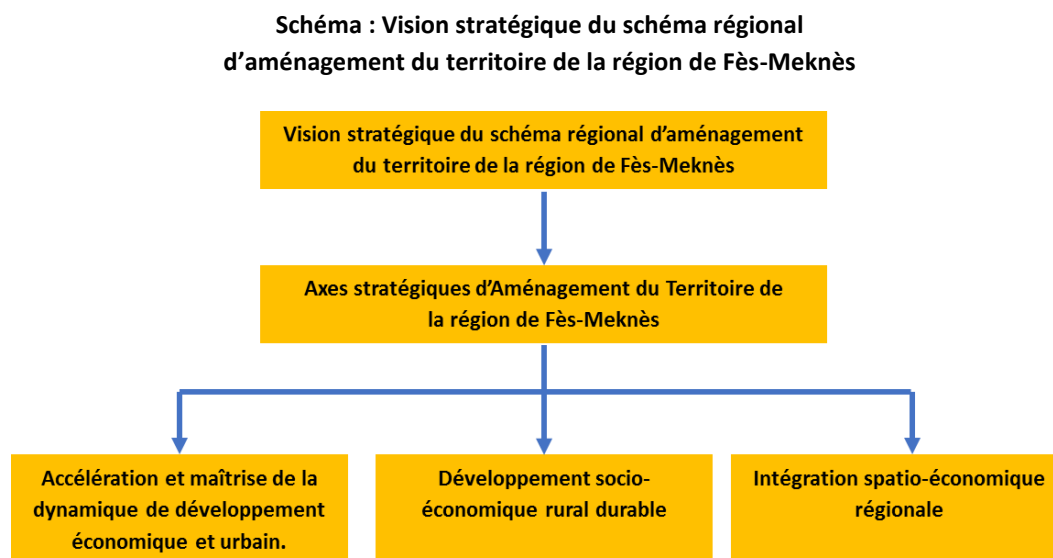 Schéma : Vision stratégique du schéma régional
d’aménagement du territoire de la région de Fès-Meknès
Vision stratégique du schéma régional d’aménagement
du territoire de la région de Fès-Meknès
Axes stratégiques d’Aménagement du Territoire de
la région de Fès-Meknès
Accélération et maîtrise de la
dynamique de développement
économique et urbain.
Développement socio-
économique rural durable
Intégration spatio-économique
régionale